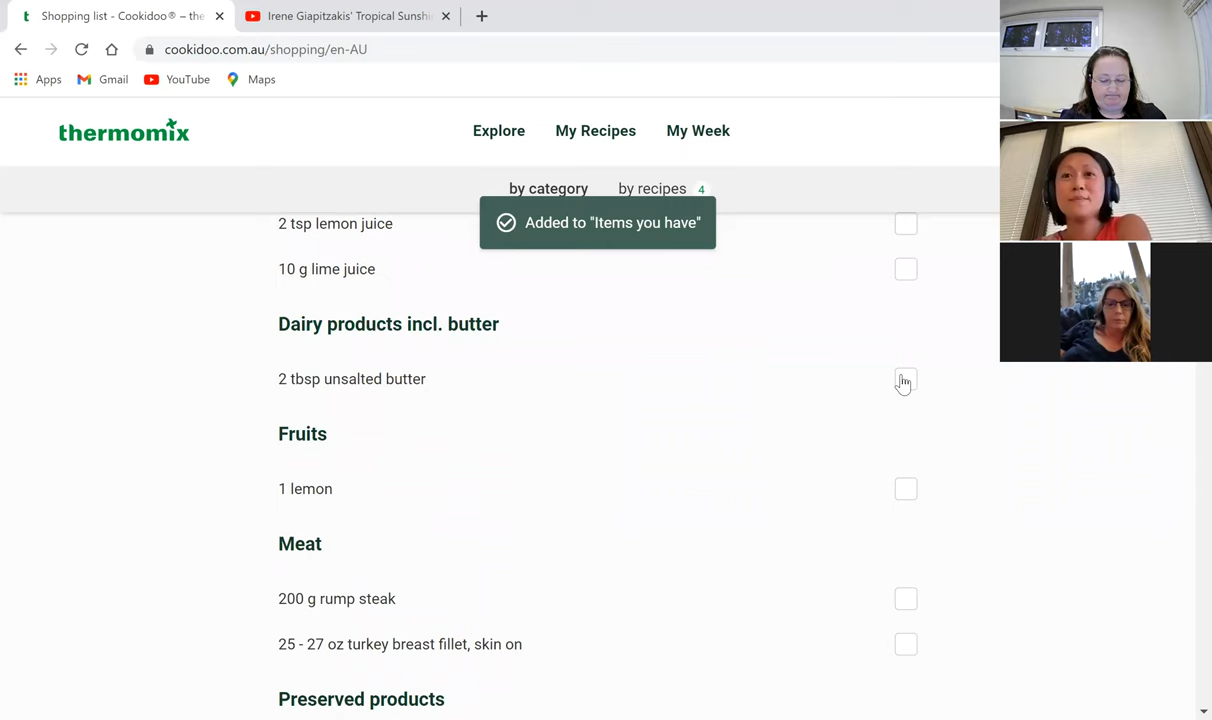 Shopping list - Cookidoo® – the
Irene Giapitzakis' Tropical Sunshi
cookidoo.com.au/shopping/en-AU
Apps Gmail YouTube Maps
thermomix
Explore My Recipes My Week
by category by recipes 4
Added to "Items you have"
2 tsp lemon juice
10 g lime juice
Dairy products incl. butter
2 tbsp unsalted butter
Fruits
1 lemon
Meat
200 g rump steak
25 - 27 oz turkey breast fillet, skin on
Preserved products